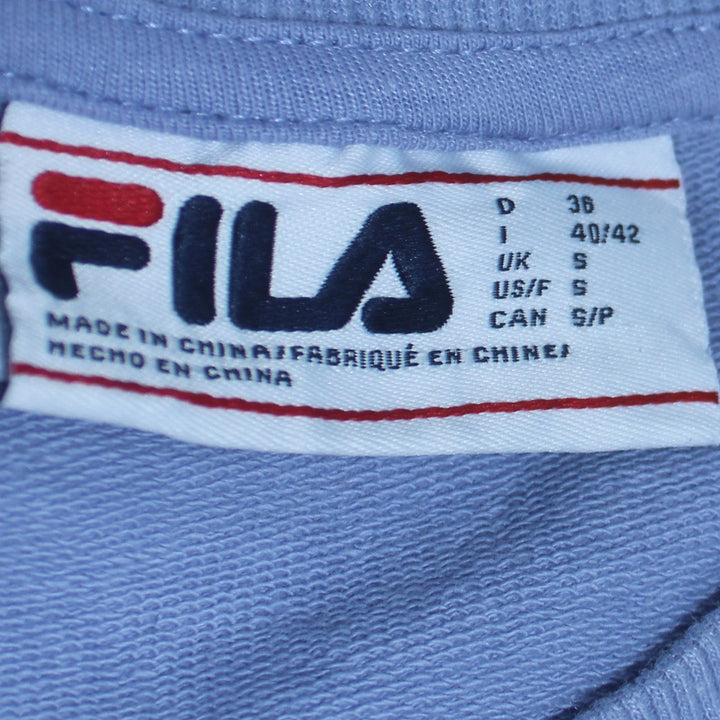 FILA
D 36
I 40/42
UK S
US/F S
CAN S/P
MADE IN CHINA/FABRIQUÉ EN CHINE/
HECHO EN CHINA